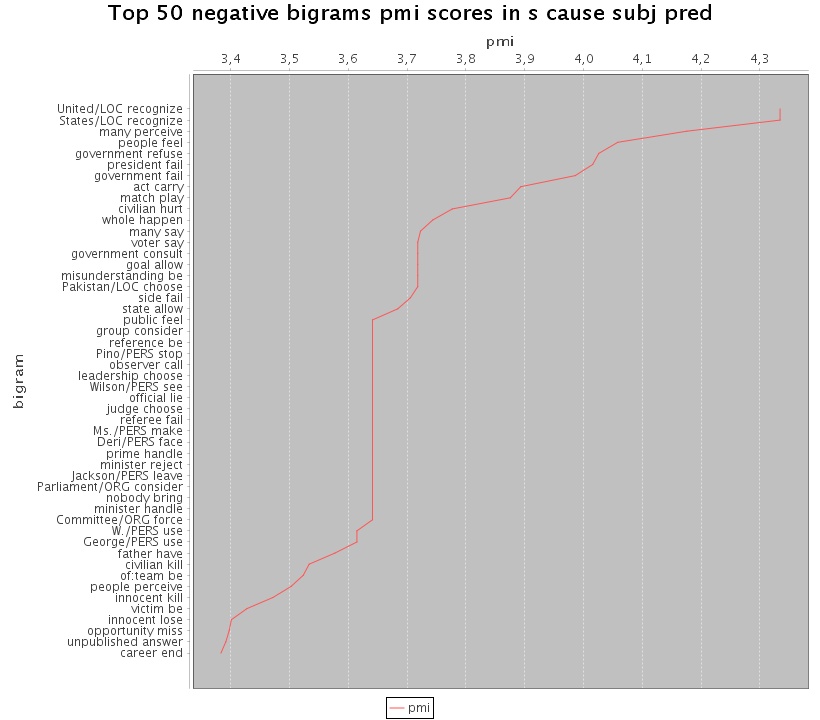 Top 50 negative bigrams pmi scores in s cause subj pred
pmi
3,4 3,5 3,6 3,7 3,8 3,9 4,0 4,1 4,2 4,3
bigram
United/LOC recognize
States/LOC recognize
many perceive
people feel
government refuse
president fail
government fail
act carry
match play
civilian hurt
whole happen
many say
voter say
government consult
goal allow
misunderstanding be
Pakistan/LOC choose
side fail
state allow
public feel
group consider
reference be
Pino/PERS stop
observer call
leadership choose
Wilson/PERS see
official lie
judge choose
referee fail
Ms./PERS make
Deri/PERS face
prime handle
minister reject
Jackson/PERS leave
Parliament/ORG consider
nobody bring
minister handle
Committee/ORG force
W./PERS use
George/PERS use
father have
civilian kill
of:team be
people perceive
innocent kill
victim be
innocent lose
opportunity miss
unpublished answer
career end
pmi